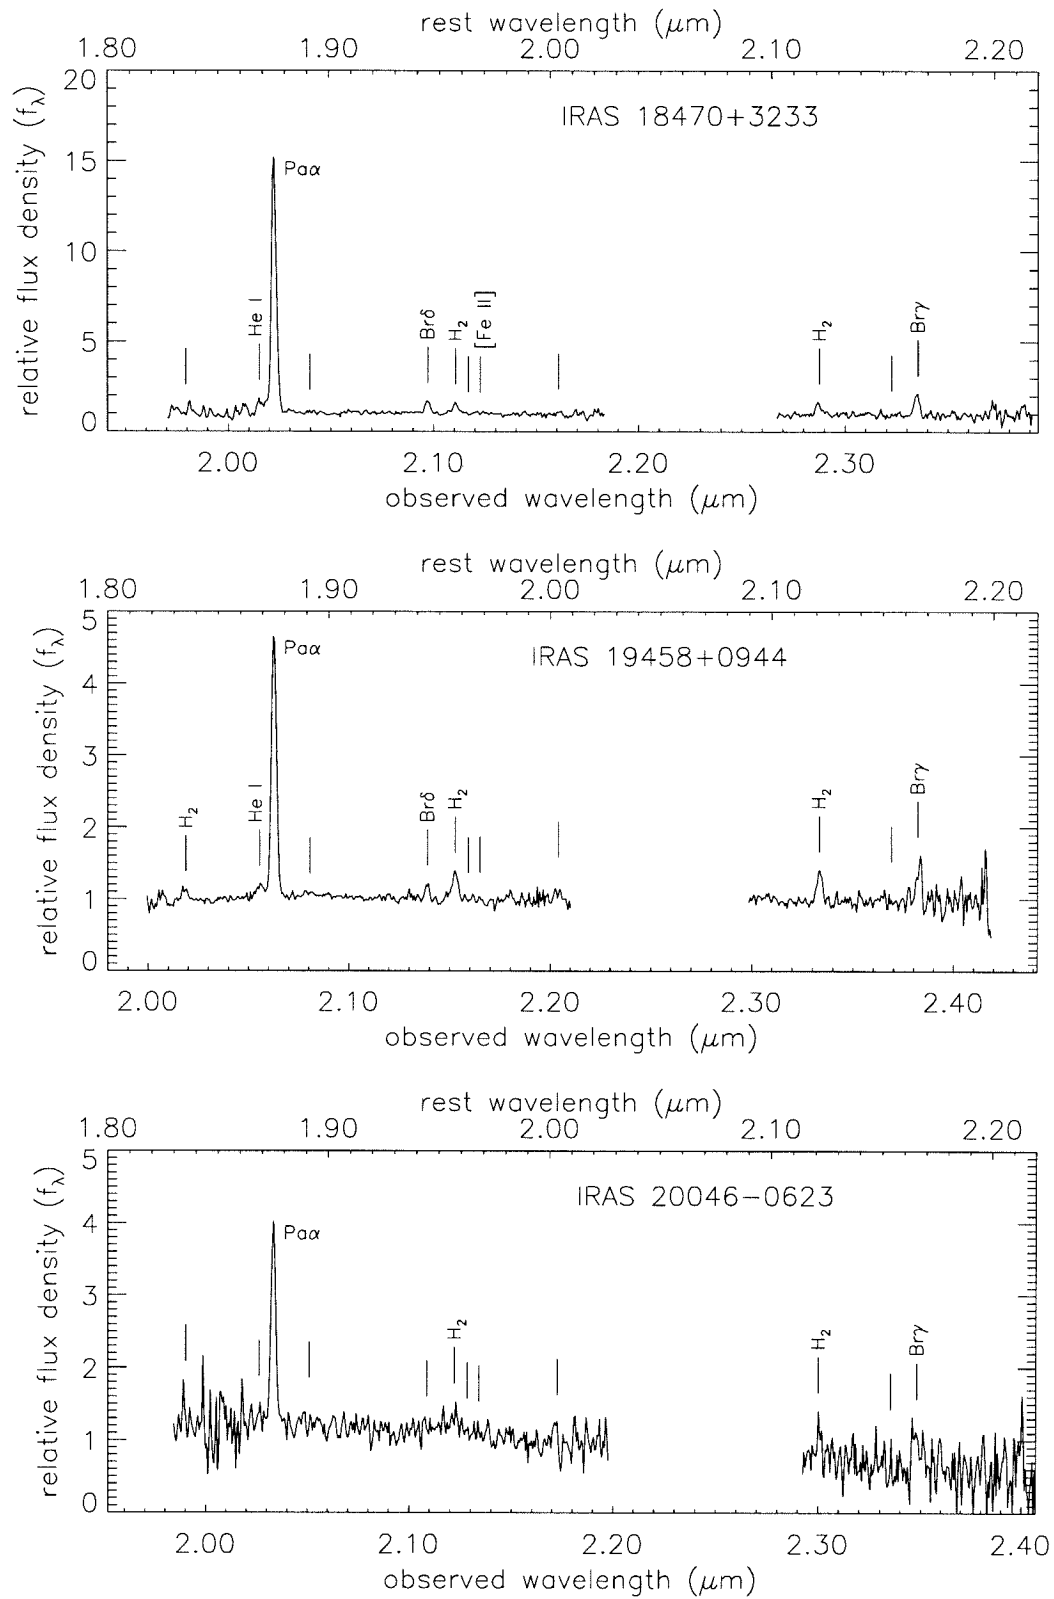 rest wavelength (μm)
1.80 1.90 2.00 2.10 2.20
relative flux density (fλ)
20
15
10
5
0
IRAS 18470+3233
Paα
He I
Brδ
H2
[Fe II]
H2
Brγ
2.00 2.10 2.20 2.30
observed wavelength (μm)
rest wavelength (μm)
1.80 1.90 2.00 2.10 2.20
relative flux density (fλ)
5
4
3
2
1
0
IRAS 19458+0944
Paα
H2
He I
Brδ
H2
H2
Brγ
2.00 2.10 2.20 2.30 2.40
observed wavelength (μm)
rest wavelength (μm)
1.80 1.90 2.00 2.10 2.20
relative flux density (fλ)
5
4
3
2
1
0
IRAS 20046−0623
Paα
H2
H2
Brγ
2.00 2.10 2.20 2.30 2.40
observed wavelength (μm)